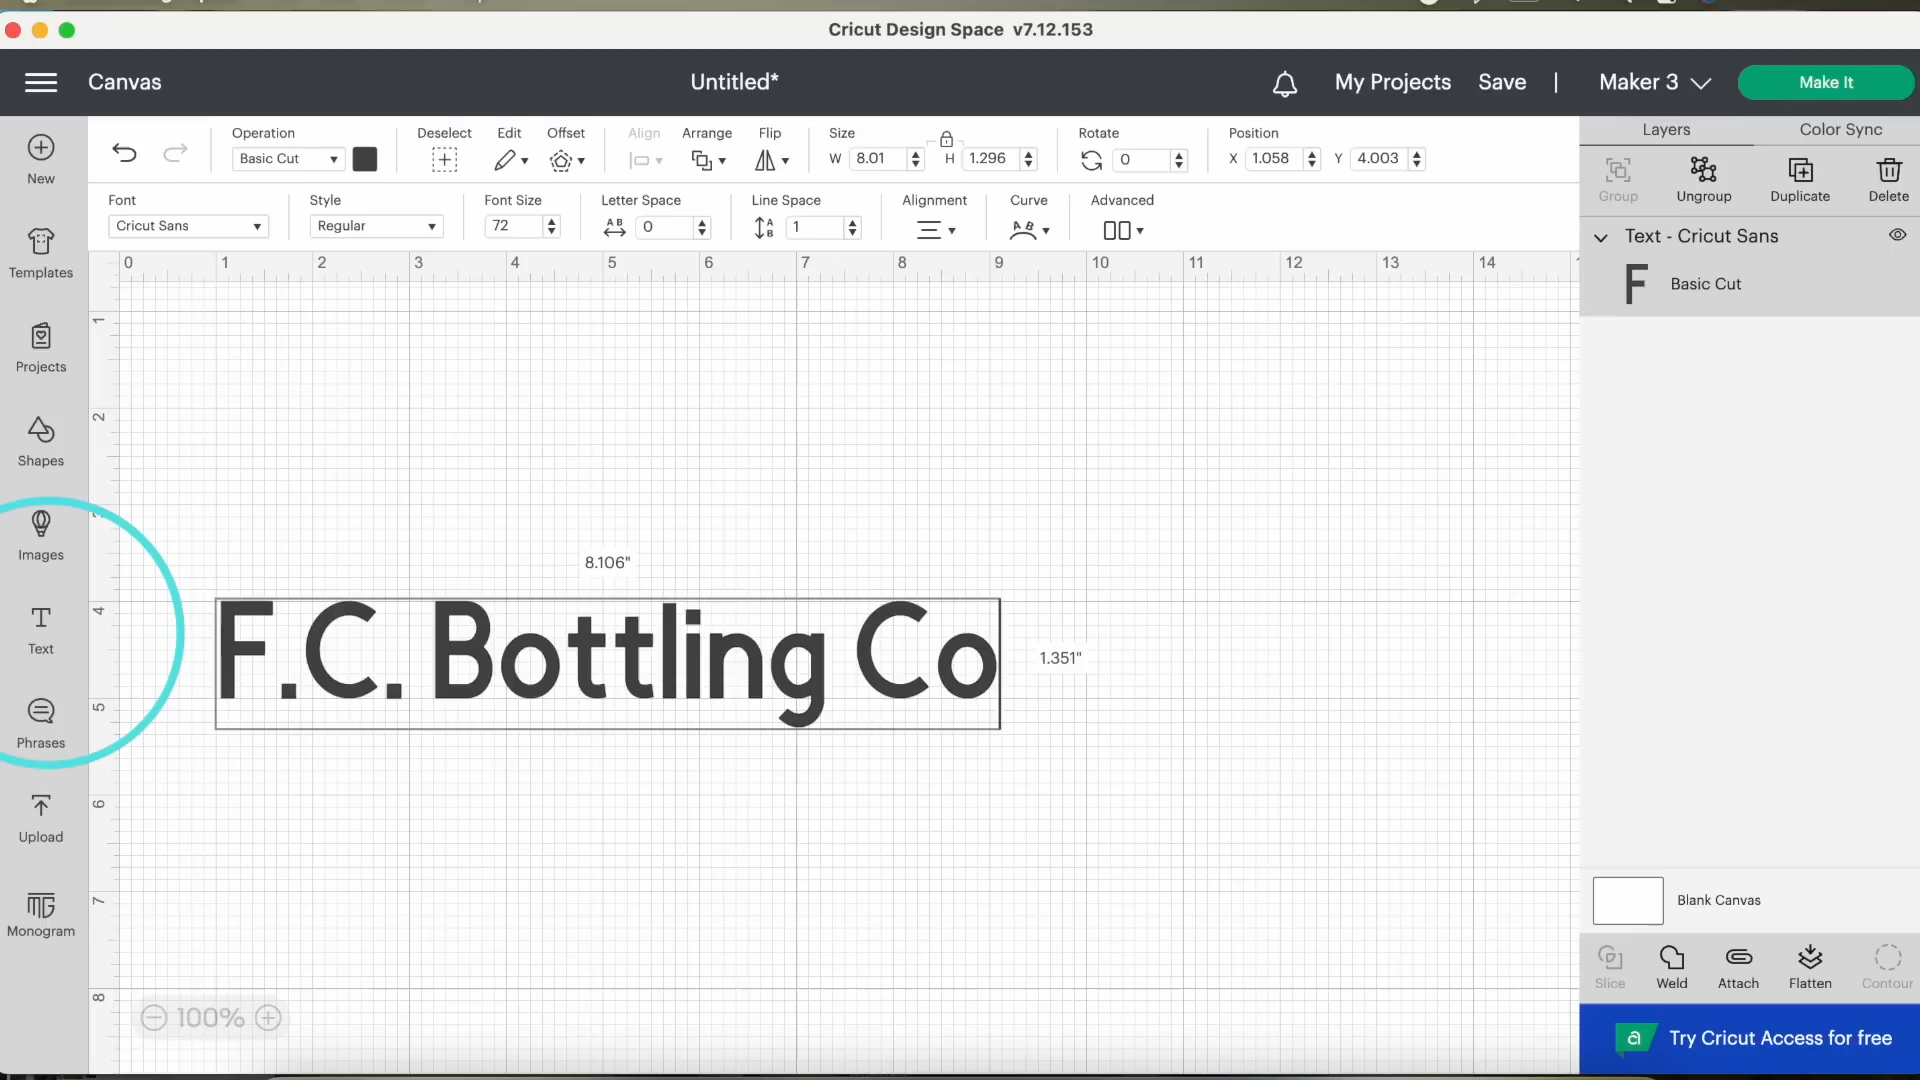 Cricut Design Space v7.12.153
Canvas
Untitled*
My Projects
Save
|
Maker 3
Make It
New
Templates
Projects
Shapes
Images
Text
Phrases
Upload
Monogram
Operation
Basic Cut
Deselect
Edit
Offset
Align
Arrange
Flip
Size
W 8.01
H 1.296
Rotate
0
Position
X 1.058
Y 4.003
Font
Cricut Sans
Style
Regular
Font Size
72
Letter Space
0
Line Space
1
Alignment
Curve
Advanced
0 1 2 3 4 5 6 7 8 9 10 11 12 13 14
1
2
4
5
6
7
8
8.106"
F.C. Bottling Co
1.351"
100%
Layers
Color Sync
Group
Ungroup
Duplicate
Delete
Text - Cricut Sans
F
Basic Cut
Blank Canvas
Slice
Weld
Attach
Flatten
Contour
a
Try Cricut Access for free